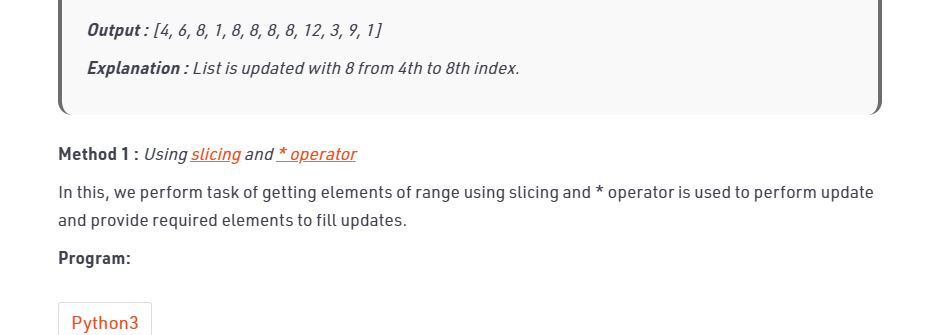 Output : [4, 6, 8, 1, 8, 8, 8, 8, 12, 3, 9, 1]
Explanation : List is updated with 8 from 4th to 8th index.
Method 1 : Using slicing and * operator
In this, we perform task of getting elements of range using slicing and * operator is used to perform update
and provide required elements to fill updates.
Program:
Python3